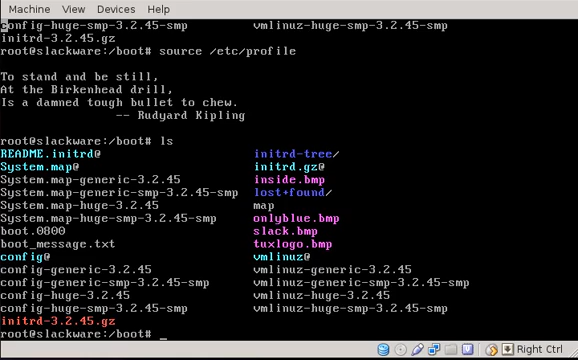 Machine View Devices Help
config-huge-smp-3.2.45-smp vmlinuz-huge-smp-3.2.45-smp
initrd-3.2.45.gz
root@slackware:/boot# source /etc/profile
To stand and be still,
At the Birkenhead drill,
Is a damned tough bullet to chew.
-- Rudyard Kipling
root@slackware:/boot# ls
README.initrd@ initrd-tree/
System.map@ initrd.gz@
System.map-generic-3.2.45 inside.bmp
System.map-generic-smp-3.2.45-smp lost+found/
System.map-huge-3.2.45 map
System.map-huge-smp-3.2.45-smp onlyblue.bmp
boot.0800 slack.bmp
boot_message.txt tuxlogo.bmp
config@ vmlinuz@
config-generic-3.2.45 vmlinuz-generic-3.2.45
config-generic-smp-3.2.45-smp vmlinuz-generic-smp-3.2.45-smp
config-huge-3.2.45 vmlinuz-huge-3.2.45
config-huge-smp-3.2.45-smp vmlinuz-huge-smp-3.2.45-smp
initrd-3.2.45.gz
root@slackware:/boot# _
Right Ctrl